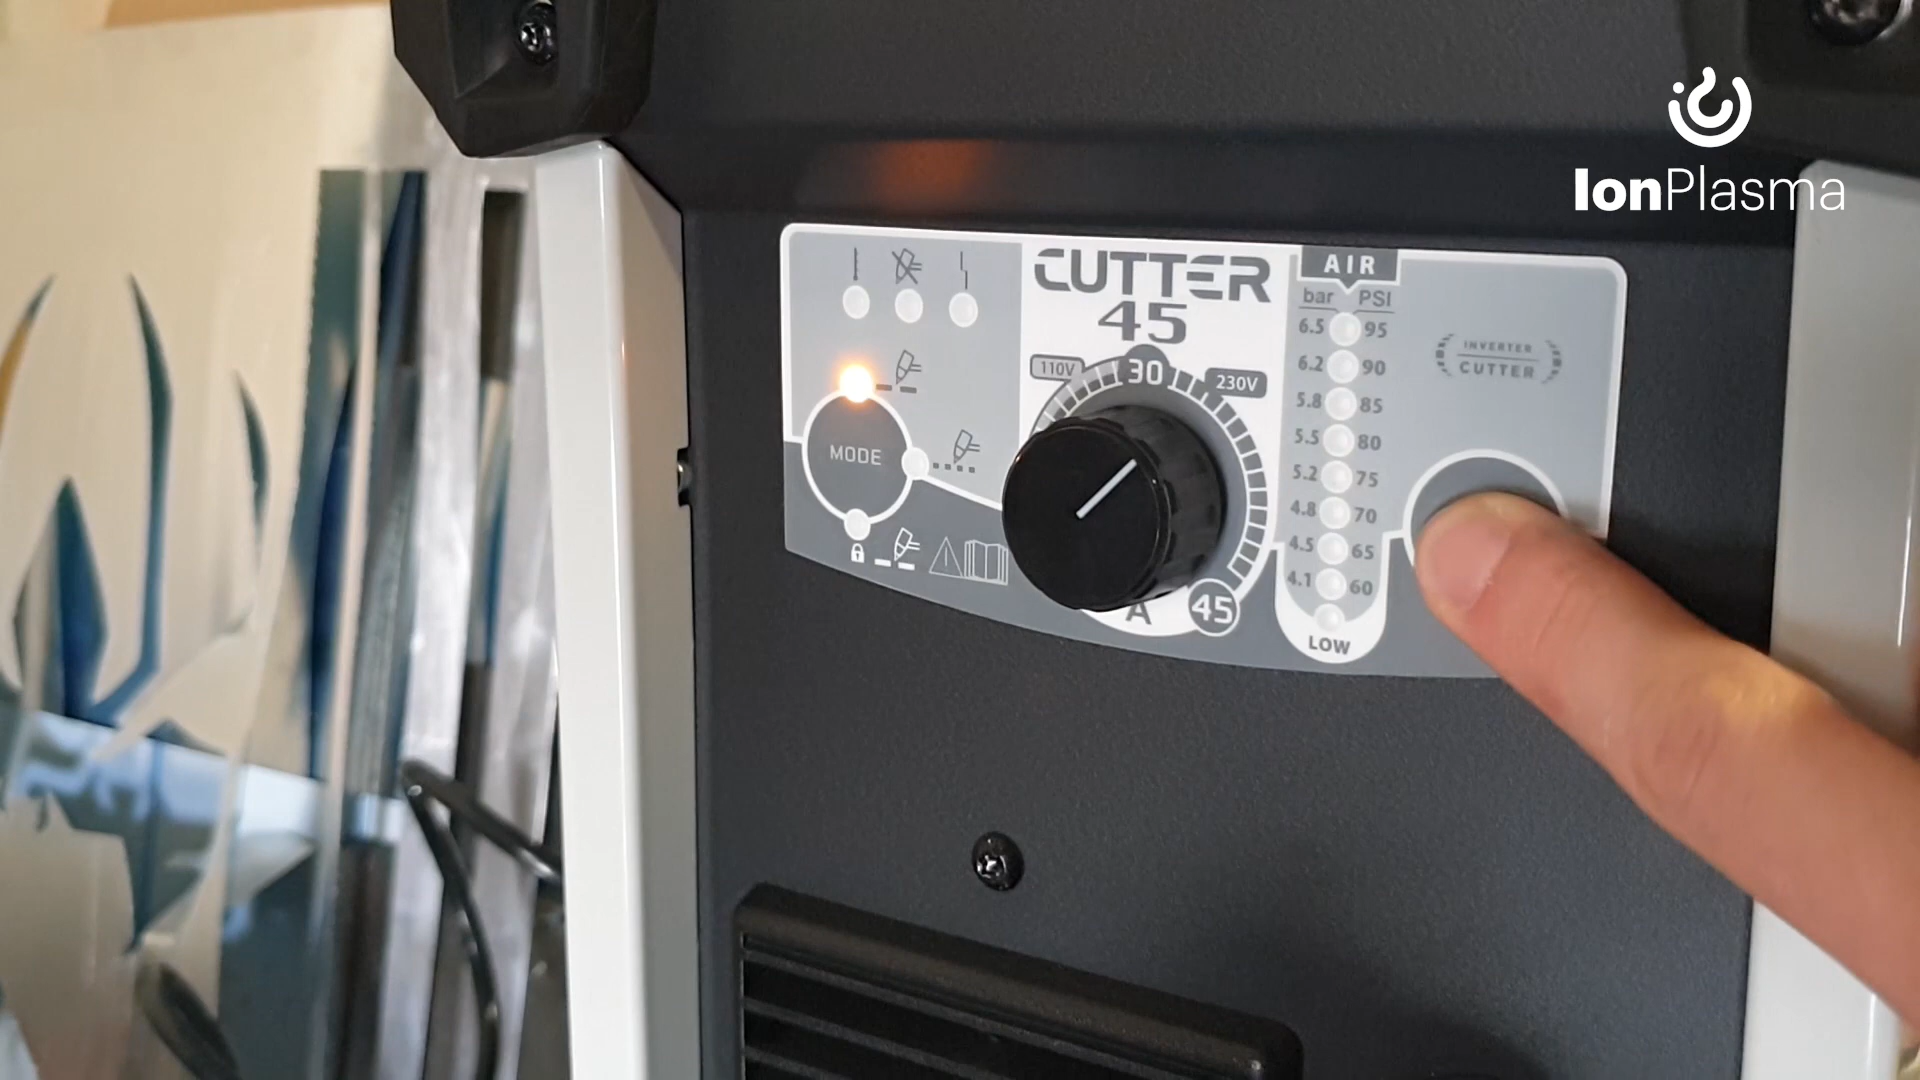 IonPlasma
CUTTER
45
110V
30
230V
MODE
A
45
AIR
bar PSI
6.5 95
6.2 90
5.8 85
5.5 80
5.2 75
4.8 70
4.5 65
4.1 60
LOW
INVERTER
CUTTER